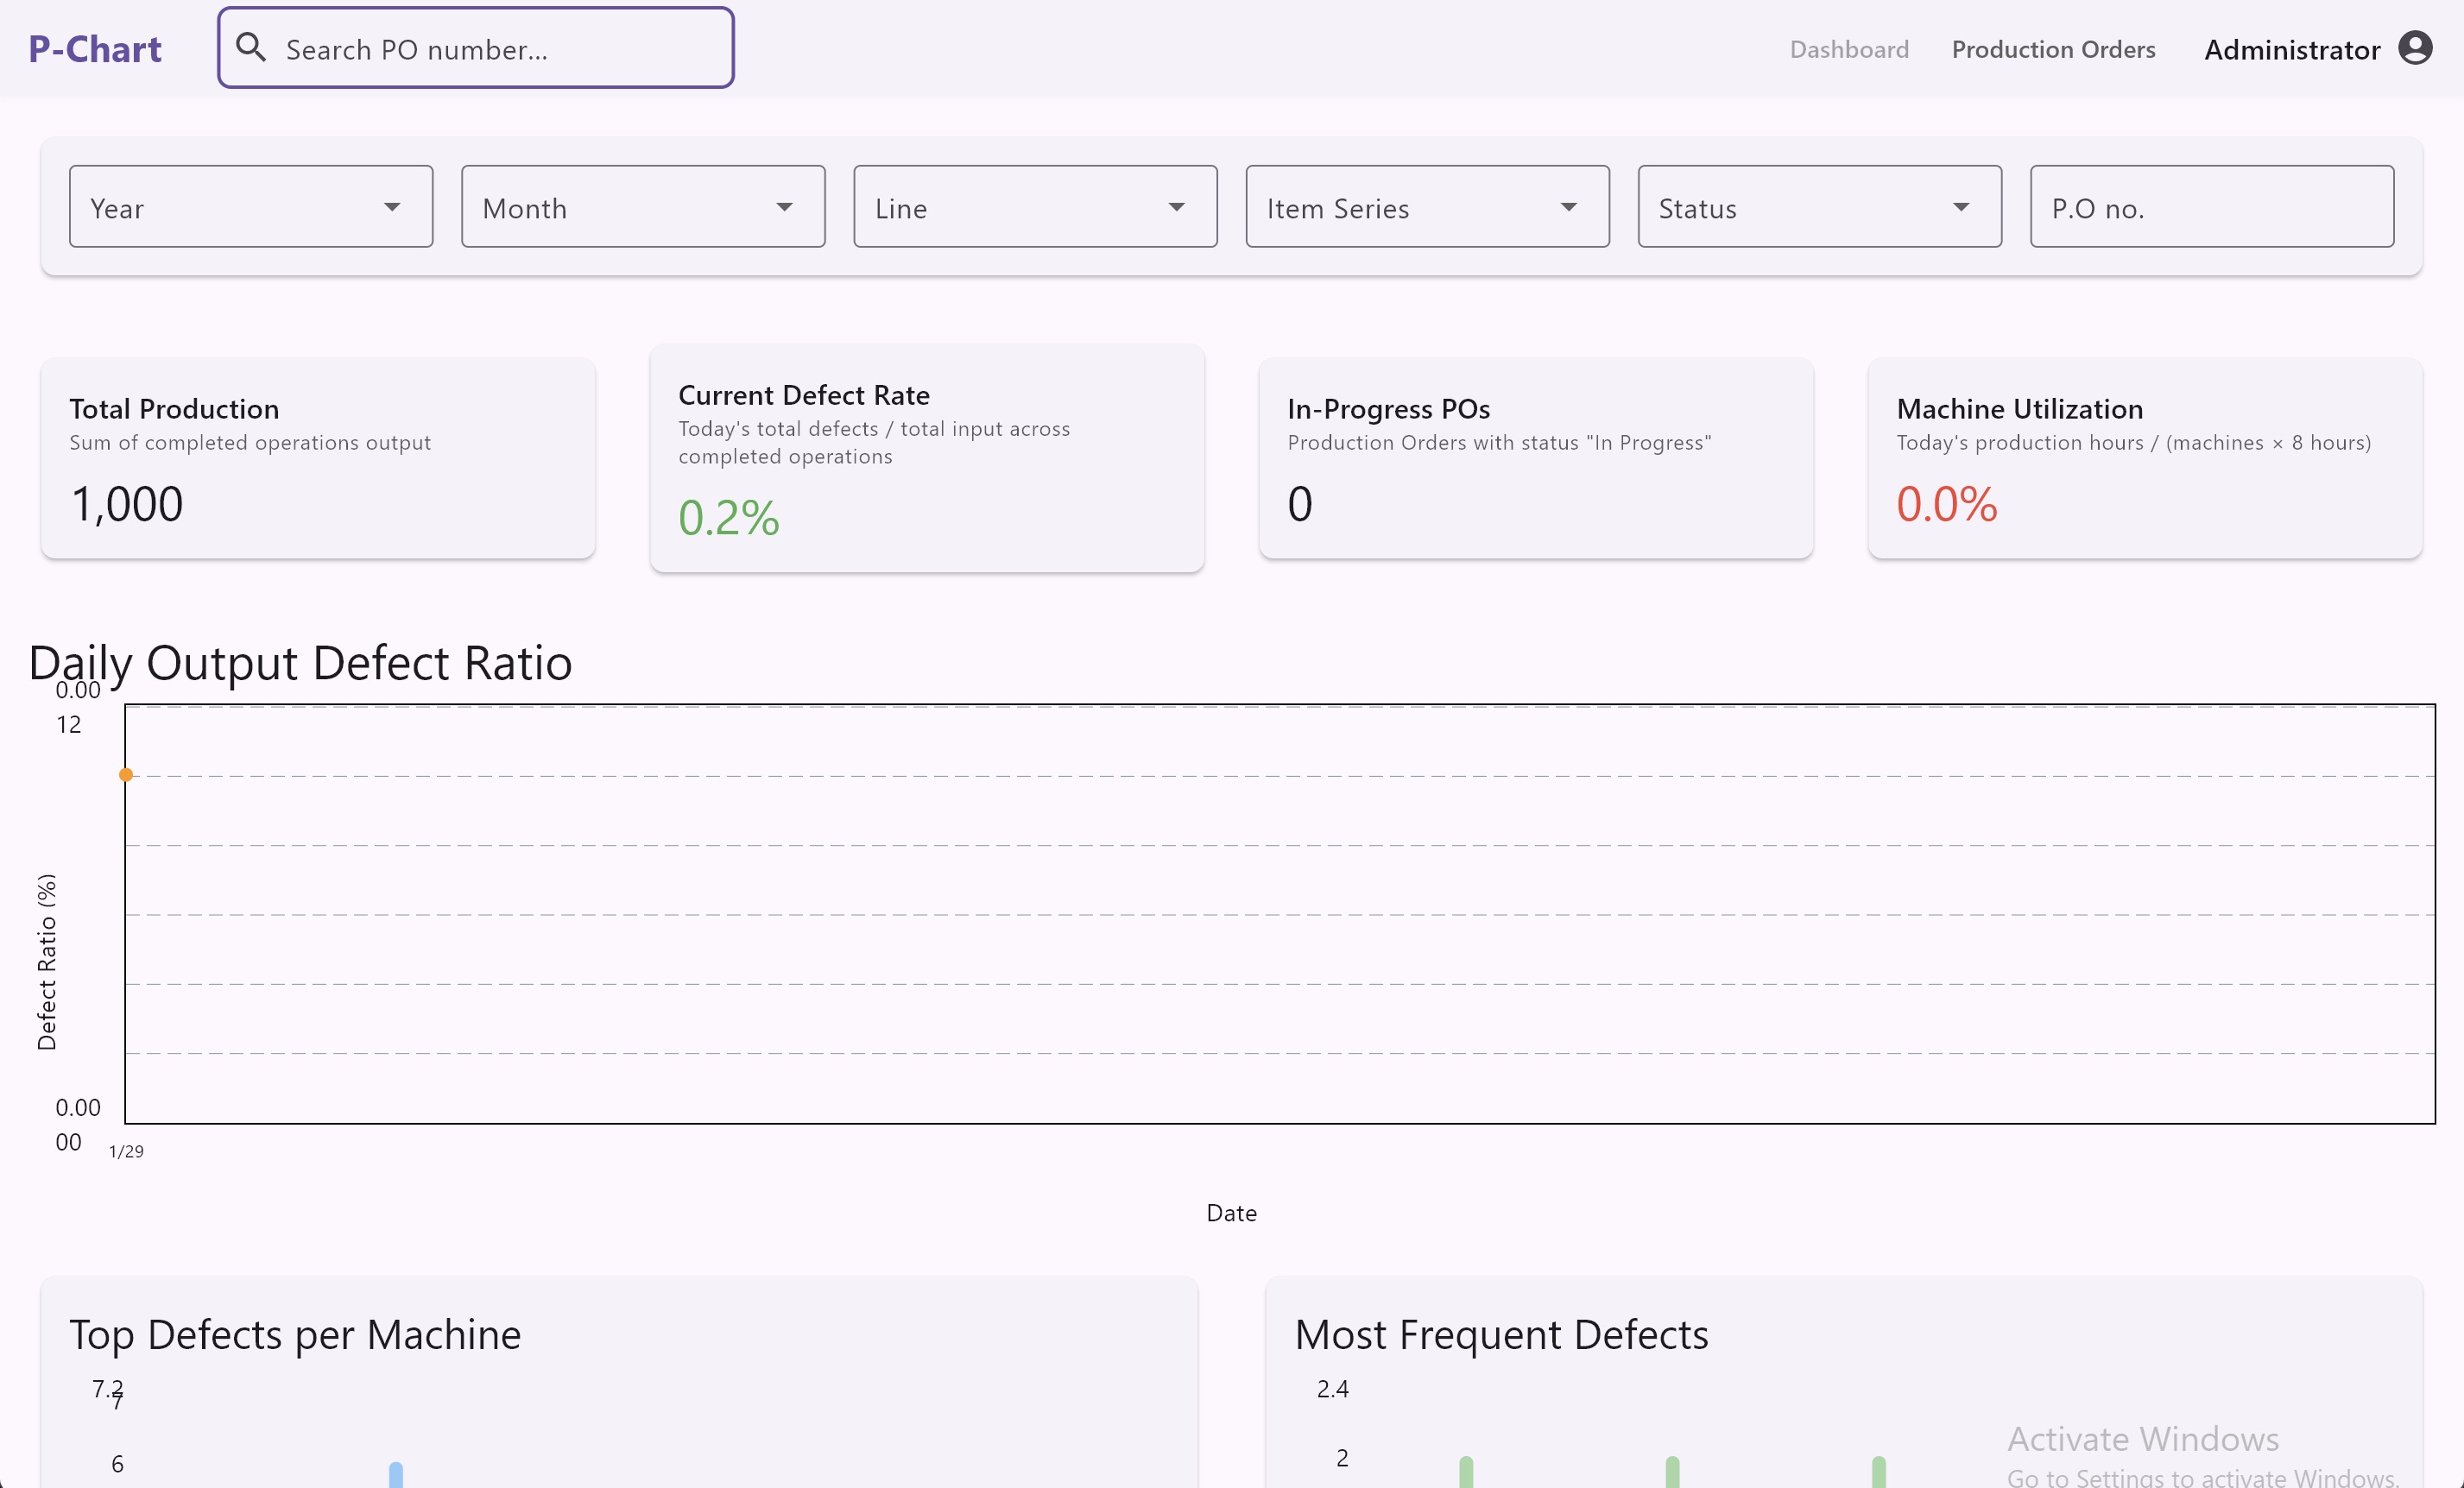 P-Chart
Search PO number...
Dashboard
Production Orders
Administrator
Year
Month
Line
Item Series
Status
P.O no.
Total Production
Sum of completed operations output
1,000
Current Defect Rate
Today's total defects / total input across
completed operations
0.2%
In-Progress POs
Production Orders with status "In Progress"
0
Machine Utilization
Today's production hours / (machines × 8 hours)
0.0%
Daily Output Defect Ratio
0.00
12
Defect Ratio (%)
0.00
00
1/29
Date
Top Defects per Machine
7.2
7
6
Most Frequent Defects
2.4
2
Activate Windows
Go to Settings to activate Windows.